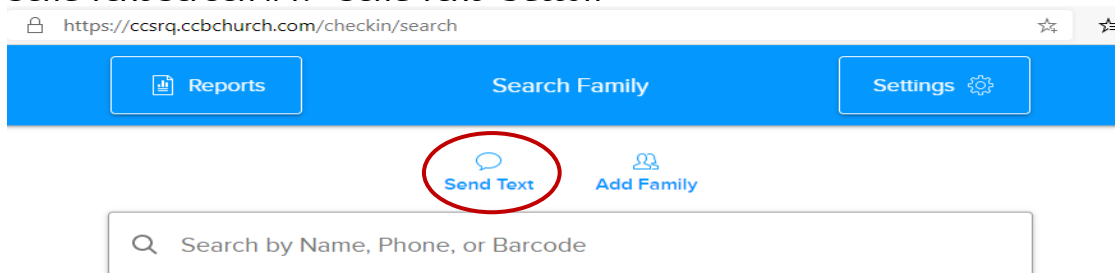 https://ccsrq.ccbchurch.com/checkin/search
Reports Search Family Settings
Send Text Add Family
Search by Name, Phone, or Barcode